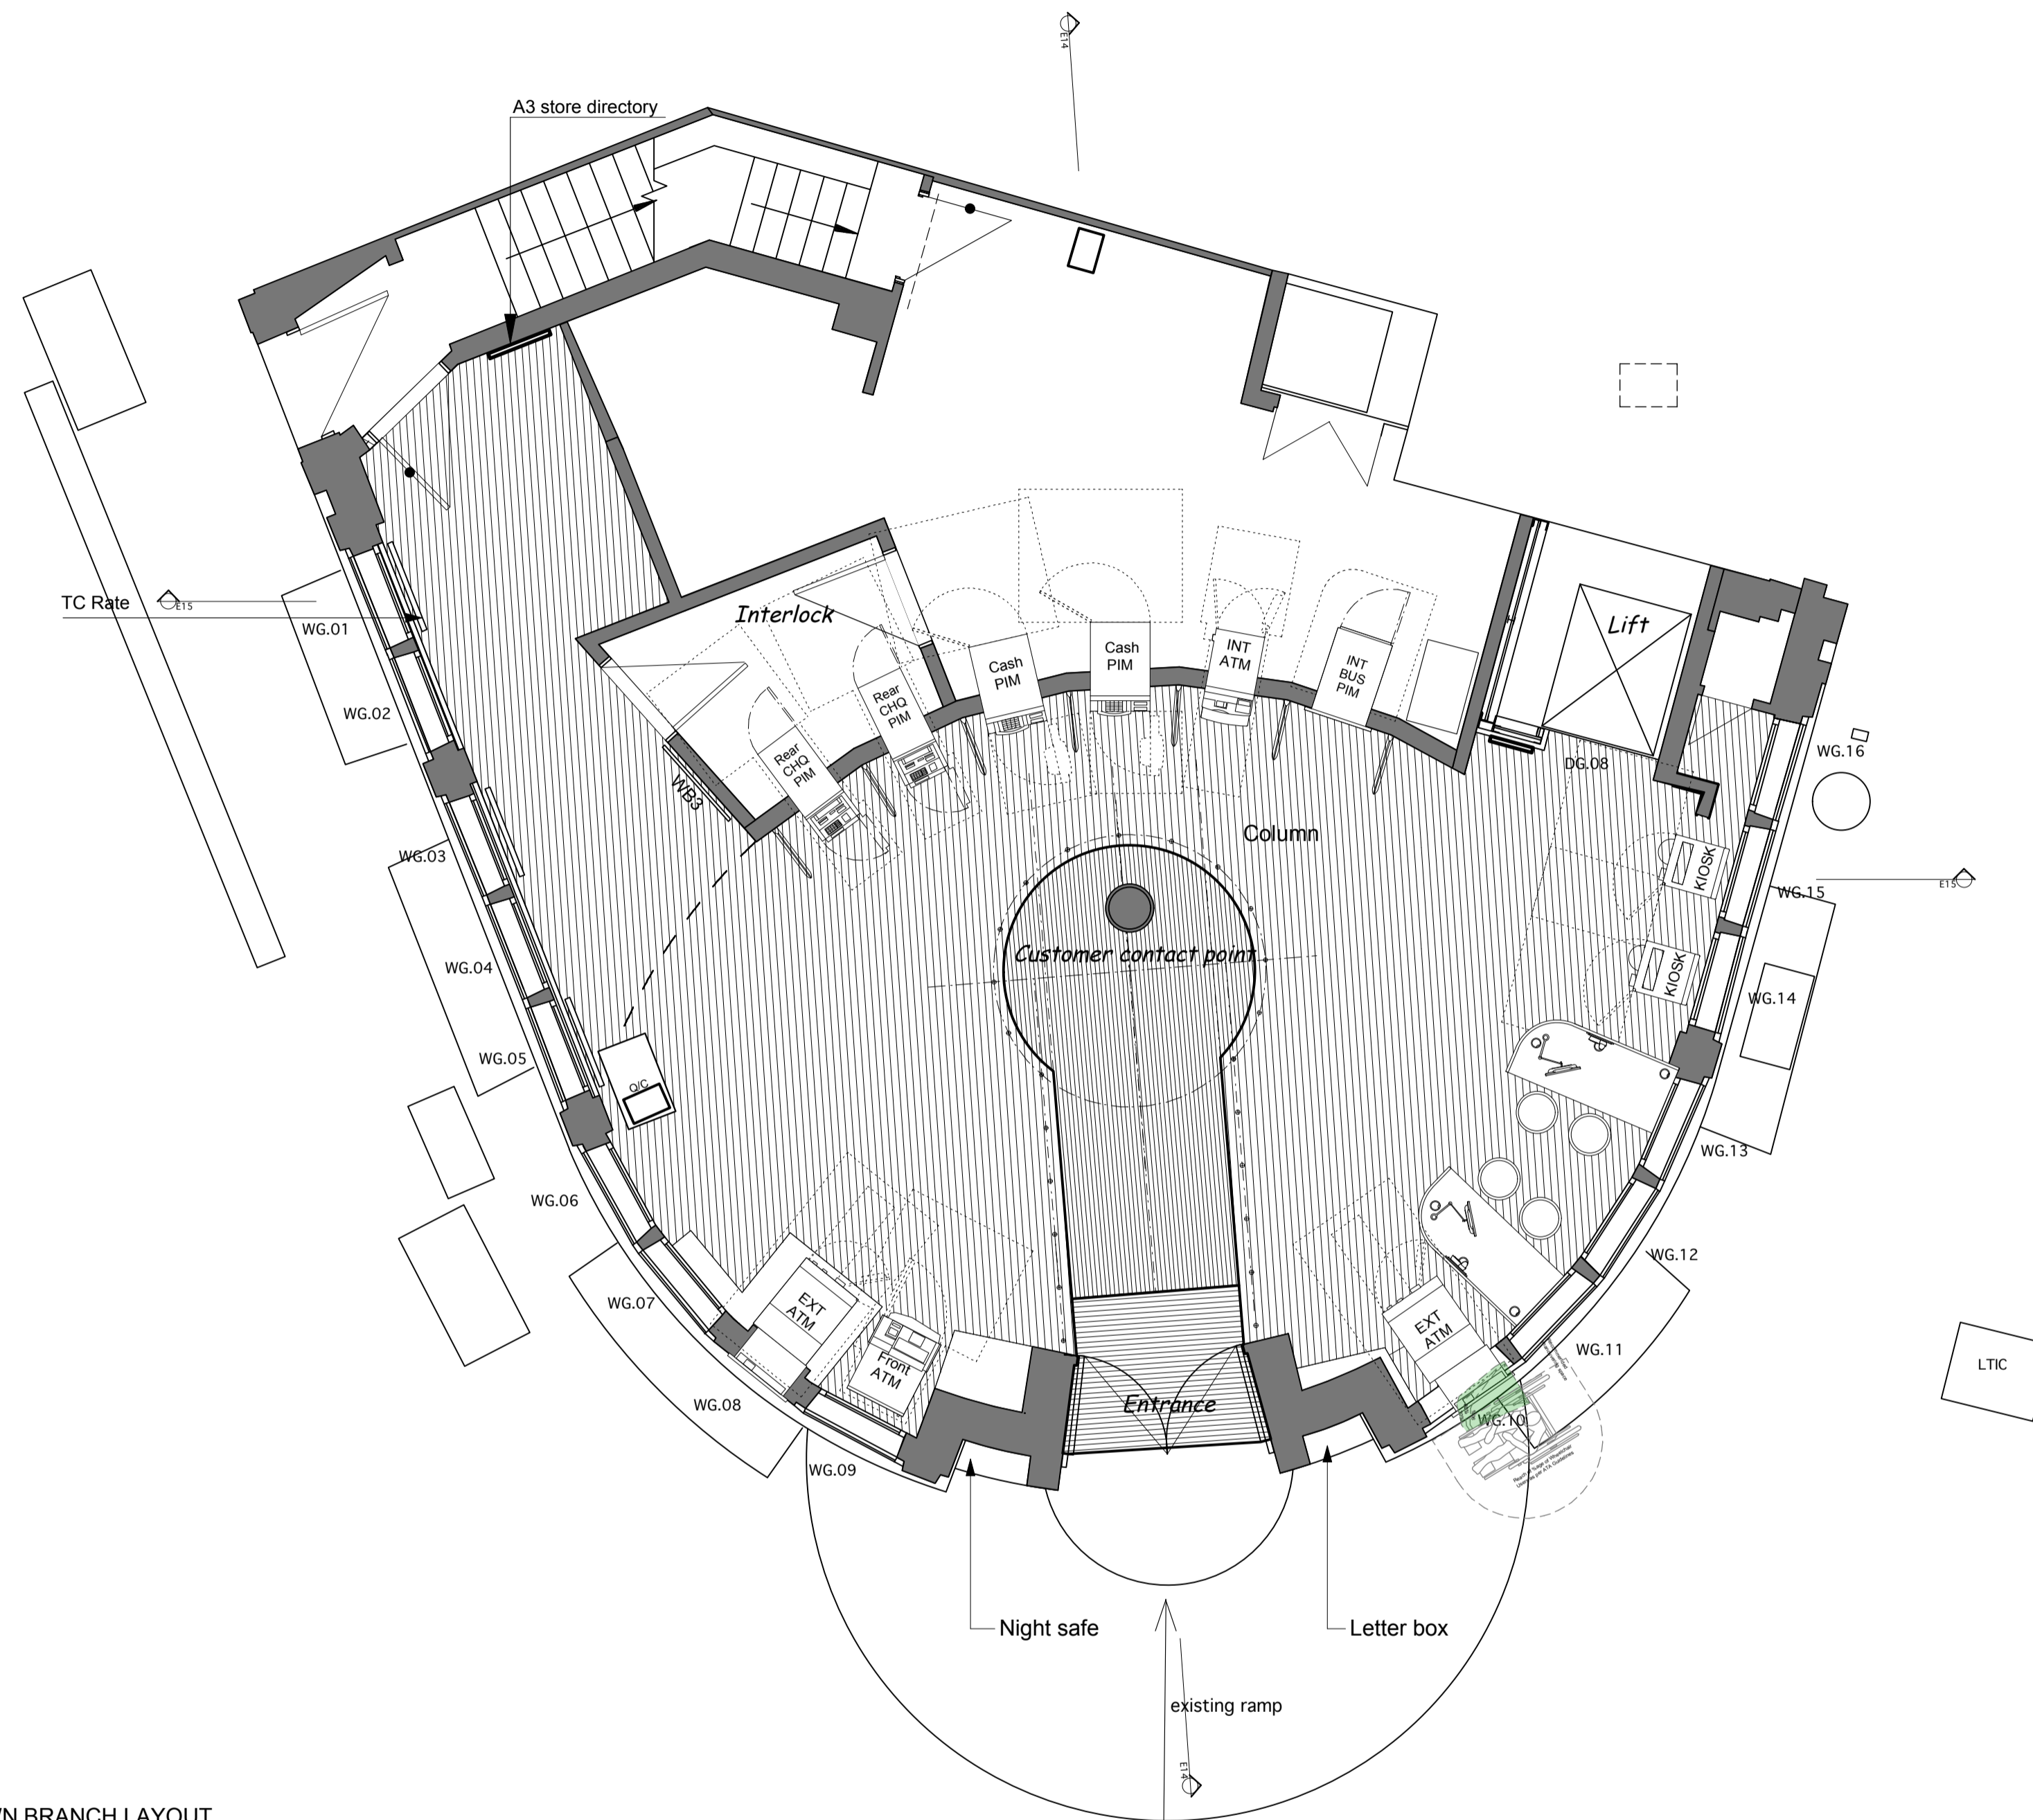 E14
A3 store directory
TC Rate
E15
WG.01
WG.02
WG.03
WG.04
WG.05
WG.06
WG.07
WG.08
WG.09
Interlock
Rear
CHQ
PIM
Rear
CHQ
PIM
Cash
PIM
Cash
PIM
INT
ATM
INT
BUS
PIM
Lift
WB3
DG.08
WG.16
Column
KIOSK
WG.15
E15
Customer contact point
KIOSK
WG.14
Q/C
WG.13
WG.12
EXT
ATM
Front
ATM
EXT
ATM
WG.11
LTIC
Entrance
WG.10
Night safe
Letter box
existing ramp
E14
BRANCH LAYOUT